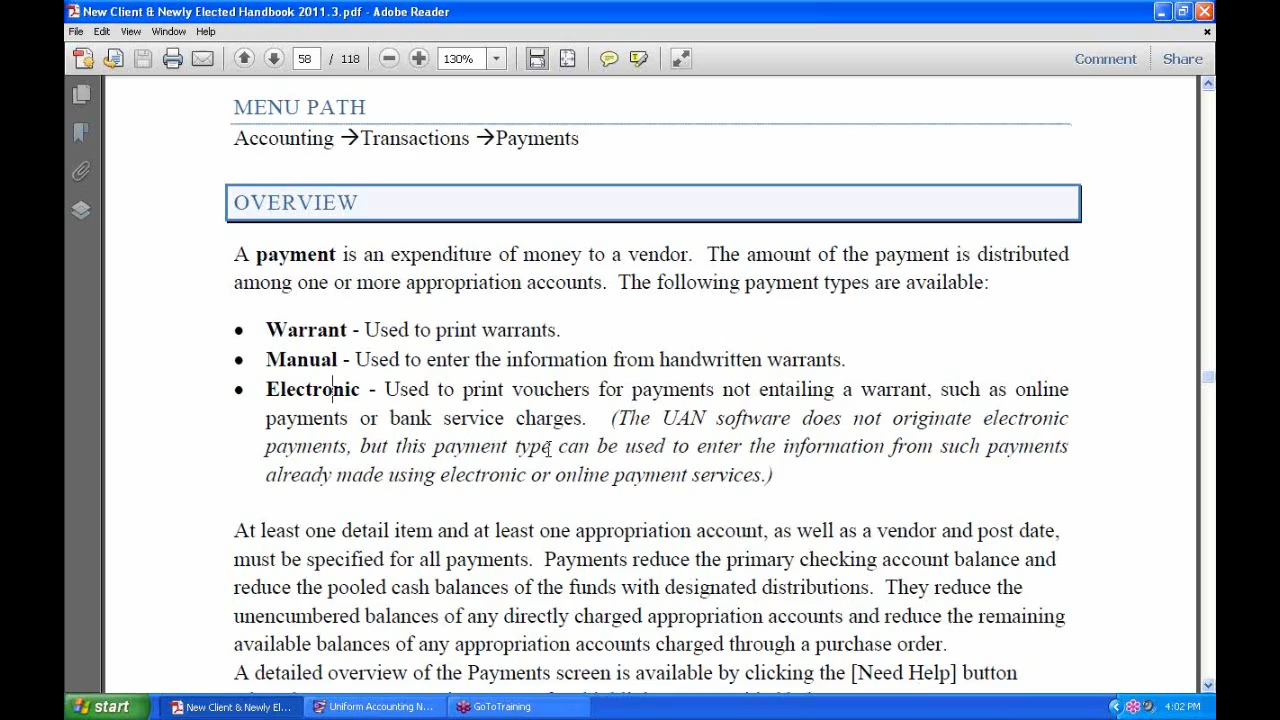 New Client & Newly Elected Handbook 2011.3.pdf - Adobe Reader
File Edit View Window Help
58 / 118 130% Comment Share
MENU PATH
Accounting →Transactions →Payments
OVERVIEW
A payment is an expenditure of money to a vendor. The amount of the payment is distributed
among one or more appropriation accounts. The following payment types are available:
• Warrant - Used to print warrants.
• Manual - Used to enter the information from handwritten warrants.
• Electronic - Used to print vouchers for payments not entailing a warrant, such as online
payments or bank service charges. (The UAN software does not originate electronic
payments, but this payment type can be used to enter the information from such payments
already made using electronic or online payment services.)
At least one detail item and at least one appropriation account, as well as a vendor and post date,
must be specified for all payments. Payments reduce the primary checking account balance and
reduce the pooled cash balances of the funds with designated distributions. They reduce the
unencumbered balances of any directly charged appropriation accounts and reduce the remaining
available balances of any appropriation accounts charged through a purchase order.
A detailed overview of the Payments screen is available by clicking the [Need Help] button
start New Client & Newly El... Uniform Accounting N... GoToTraining 4:02 PM